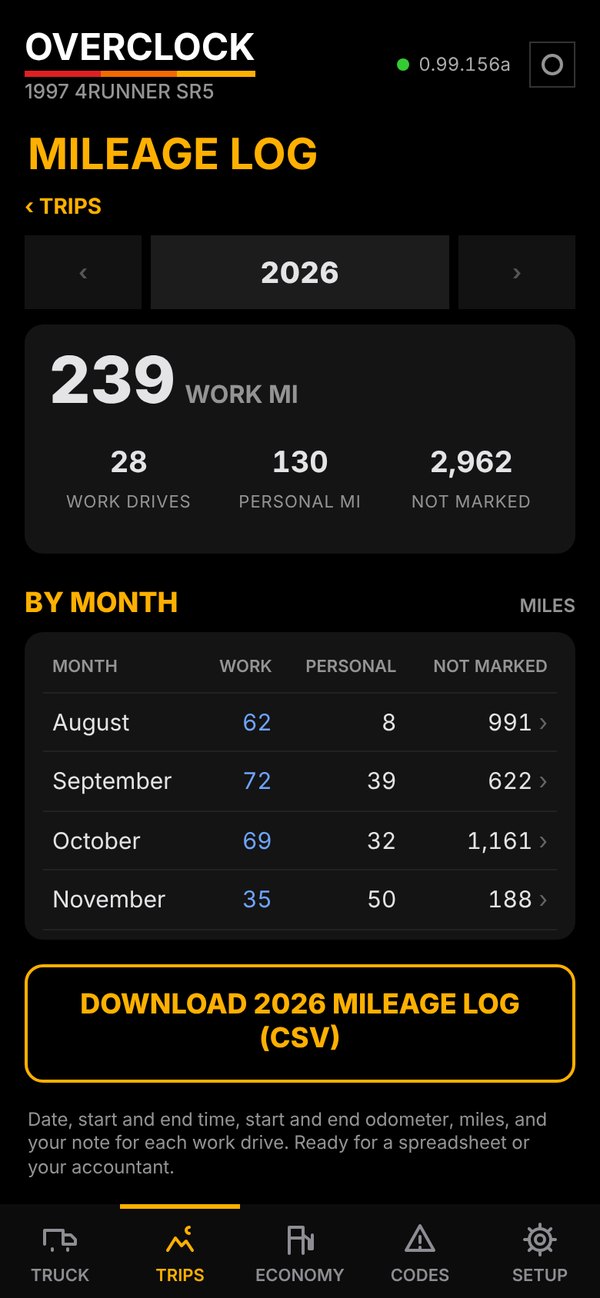 OVERCLOCK
1997 4RUNNER SR5
0.99.156a
MILEAGE LOG
‹ TRIPS
‹ 2026 ›
239 WORK MI
28 130 2,962
WORK DRIVES PERSONAL MI NOT MARKED
BY MONTH MILES
MONTH WORK PERSONAL NOT MARKED
August 62 8 991 ›
September 72 39 622 ›
October 69 32 1,161 ›
November 35 50 188 ›
DOWNLOAD 2026 MILEAGE LOG
(CSV)
Date, start and end time, start and end odometer, miles, and
your note for each work drive. Ready for a spreadsheet or
your accountant.
TRUCK TRIPS ECONOMY CODES SETUP